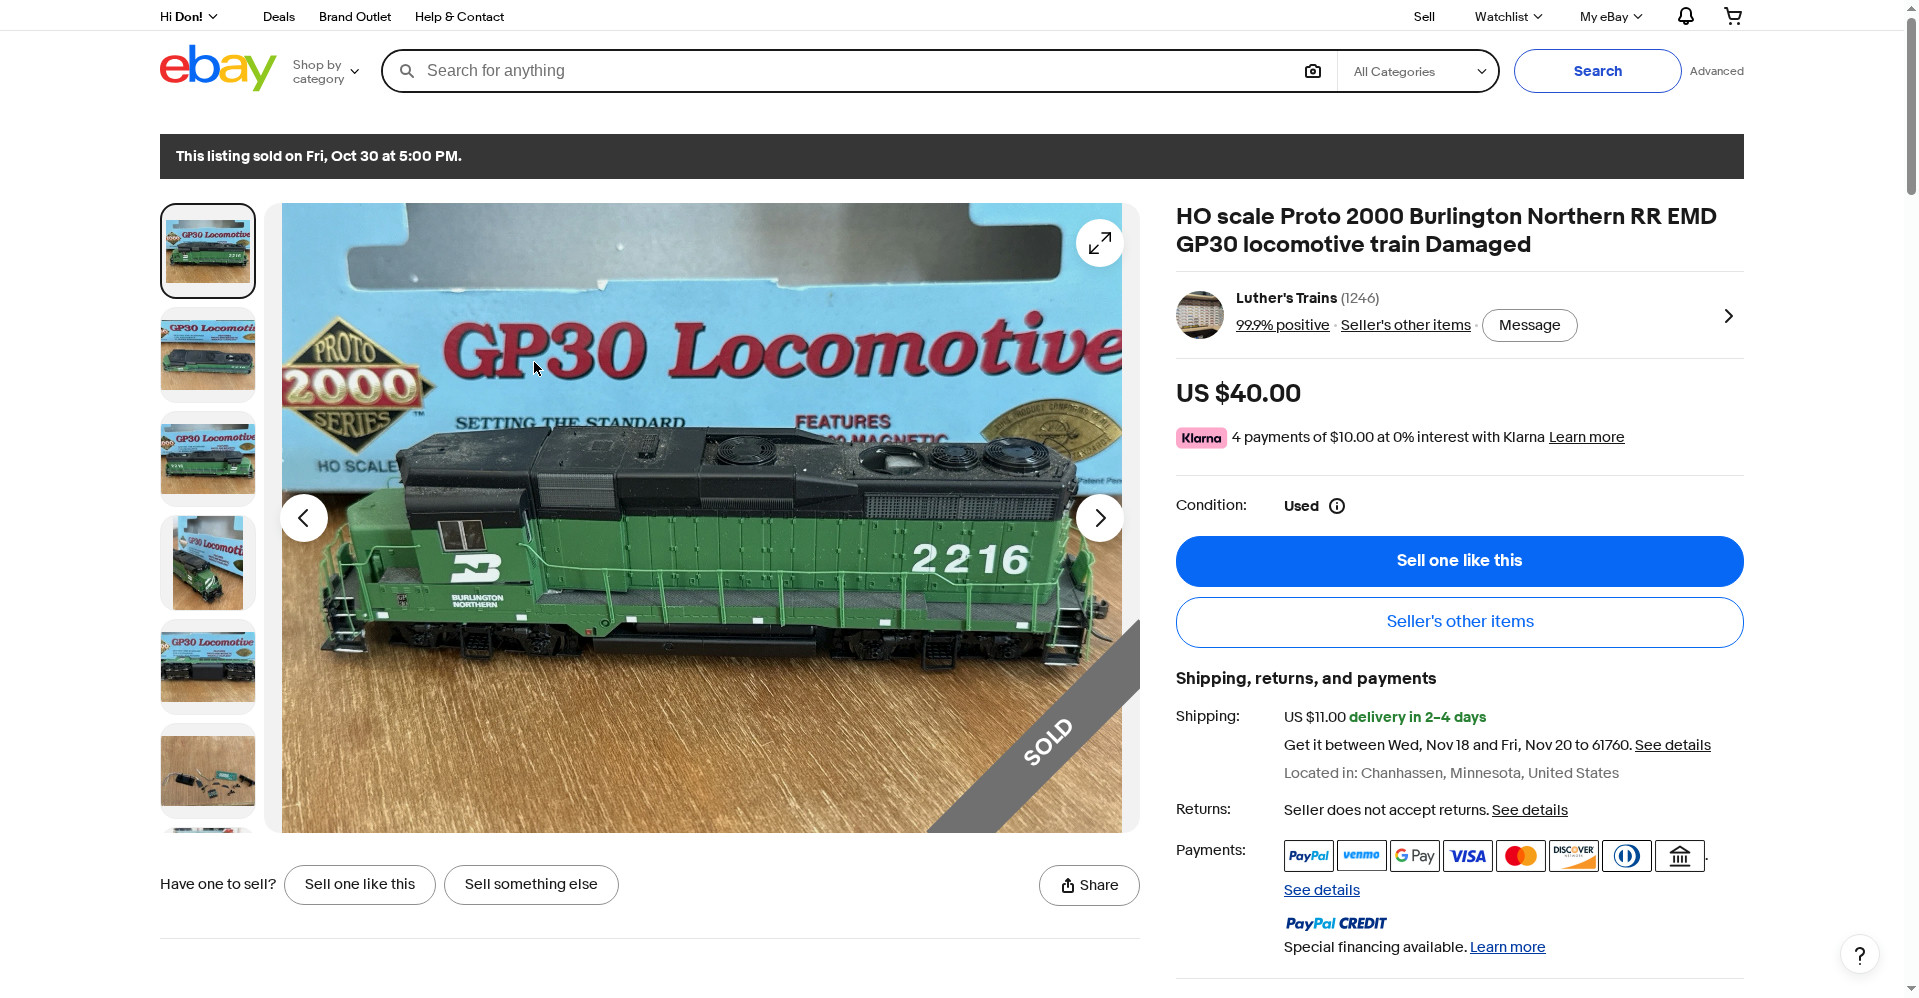 Hi Don!
Deals
Brand Outlet
Help & Contact
Sell
Watchlist
My eBay
ebay
Shop by category
Search for anything
All Categories
Search
Advanced
This listing sold on Fri, Oct 30 at 5:00 PM.
GP30 Locomotive
PROTO
2000
SERIES
™
SETTING THE STANDARD
FEATURES
MAGNETIC
HO SCALE
Patent Pen
2216
BURLINGTON
NORTHERN
SOLD
Have one to sell?
Sell one like this
Sell something else
Share
HO scale Proto 2000 Burlington Northern RR EMD
GP30 locomotive train Damaged
Luther's Trains (1246)
99.9% positive · Seller's other items · Message
US $40.00
Klarna 4 payments of $10.00 at 0% interest with Klarna Learn more
Condition: Used
Sell one like this
Seller's other items
Shipping, returns, and payments
Shipping: US $11.00 delivery in 2–4 days
Get it between Wed, Nov 18 and Fri, Nov 20 to 61760. See details
Located in: Chanhassen, Minnesota, United States
Returns: Seller does not accept returns. See details
Payments: PayPal venmo G Pay VISA DISCOVER NETWORK .
See details
PayPal CREDIT
Special financing available. Learn more
?